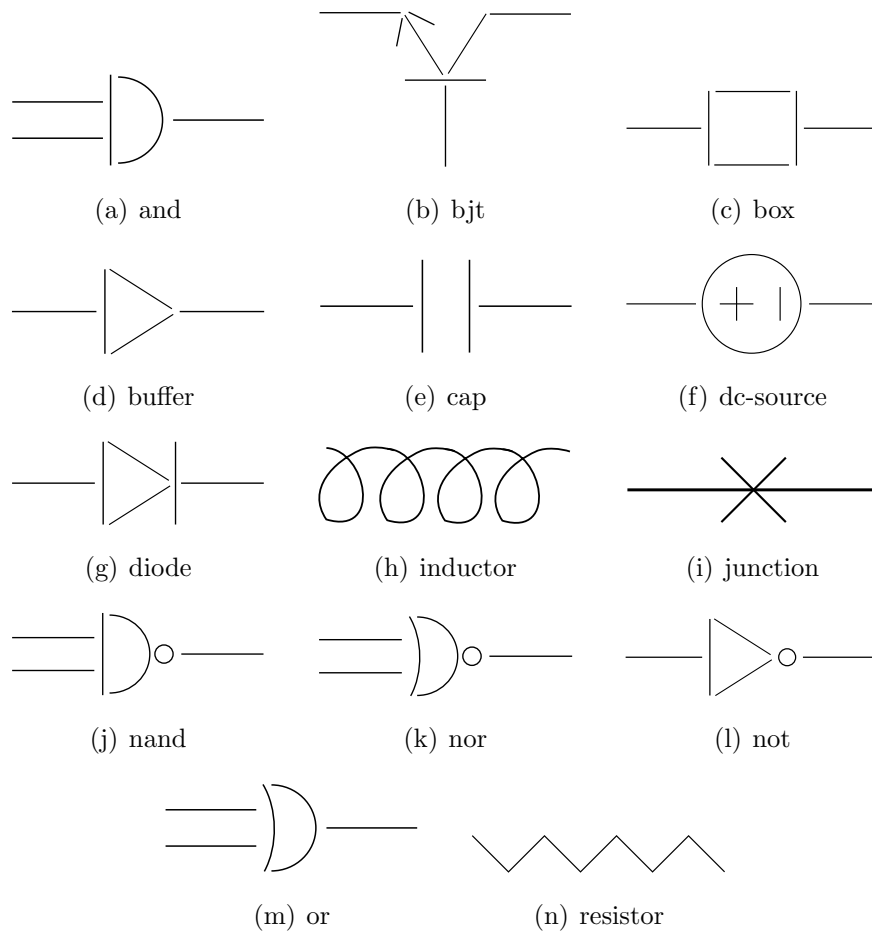 (a) and
(b) bjt
(c) box
(d) buffer
(e) cap
(f) dc-source
(g) diode
(h) inductor
(i) junction
(j) nand
(k) nor
(l) not
(m) or
(n) resistor